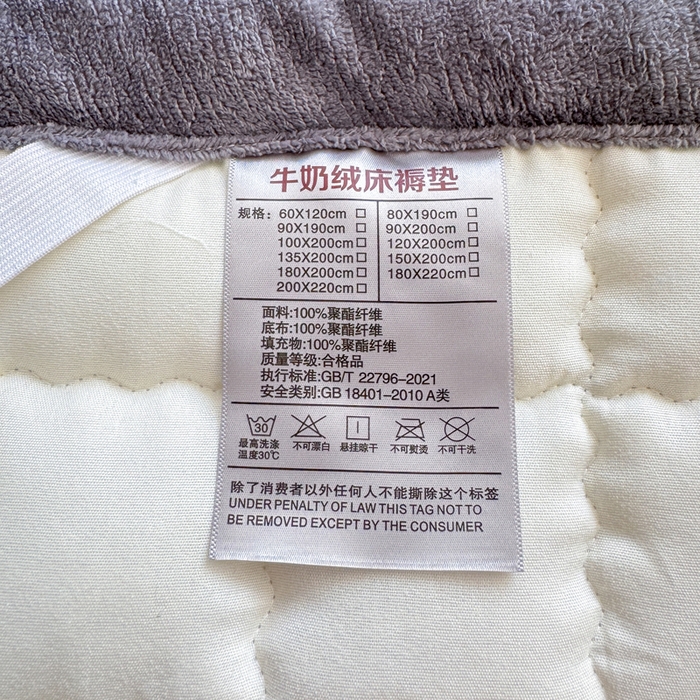 牛奶绒床褥垫
规格：60X120cm □ 80X190cm □
90X190cm □ 90X200cm □
100X200cm □ 120X200cm □
135X200cm □ 150X200cm □
180X200cm □ 180X220cm □
200X220cm □
面料:100%聚酯纤维
底布:100%聚酯纤维
填充物:100%聚酯纤维
质量等级:合格品
执行标准:GB/T 22796-2021
安全类别:GB 18401-2010 A类
30
最高洗涤 不可漂白 悬挂晾干 不可熨烫 不可干洗
温度30℃
除了消费者以外任何人不能撕除这个标签
UNDER PENALTY OF LAW THIS TAG NOT TO
BE REMOVED EXCEPT BY THE CONSUMER